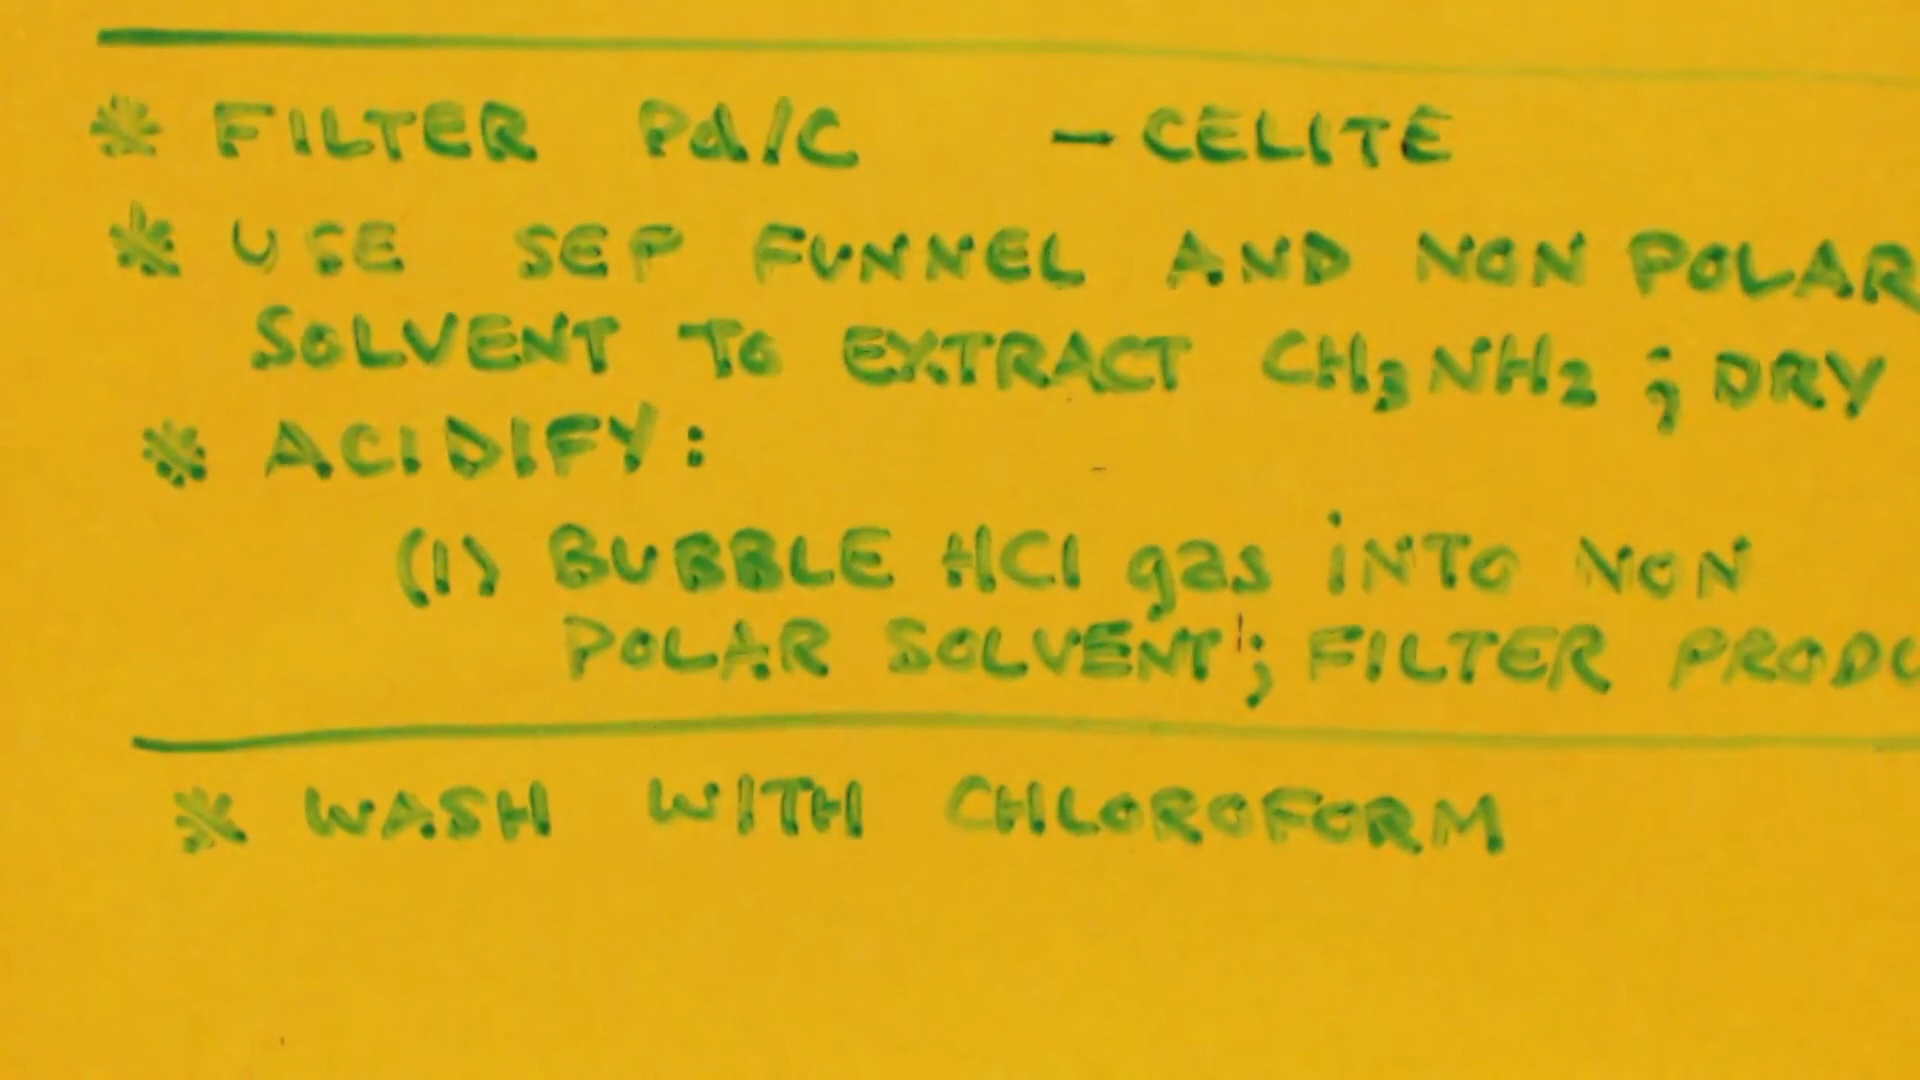 * FILTER Pd/C - CELITE
* USE SEP FUNNEL AND NON POLAR
SOLVENT TO EXTRACT CH3NH2 ; DRY
* ACIDIFY:
(1) BUBBLE HCl gas iNTO NON
POLAR SOLVENT ; FILTER PRODU
* WASH WITH CHLOROFORM